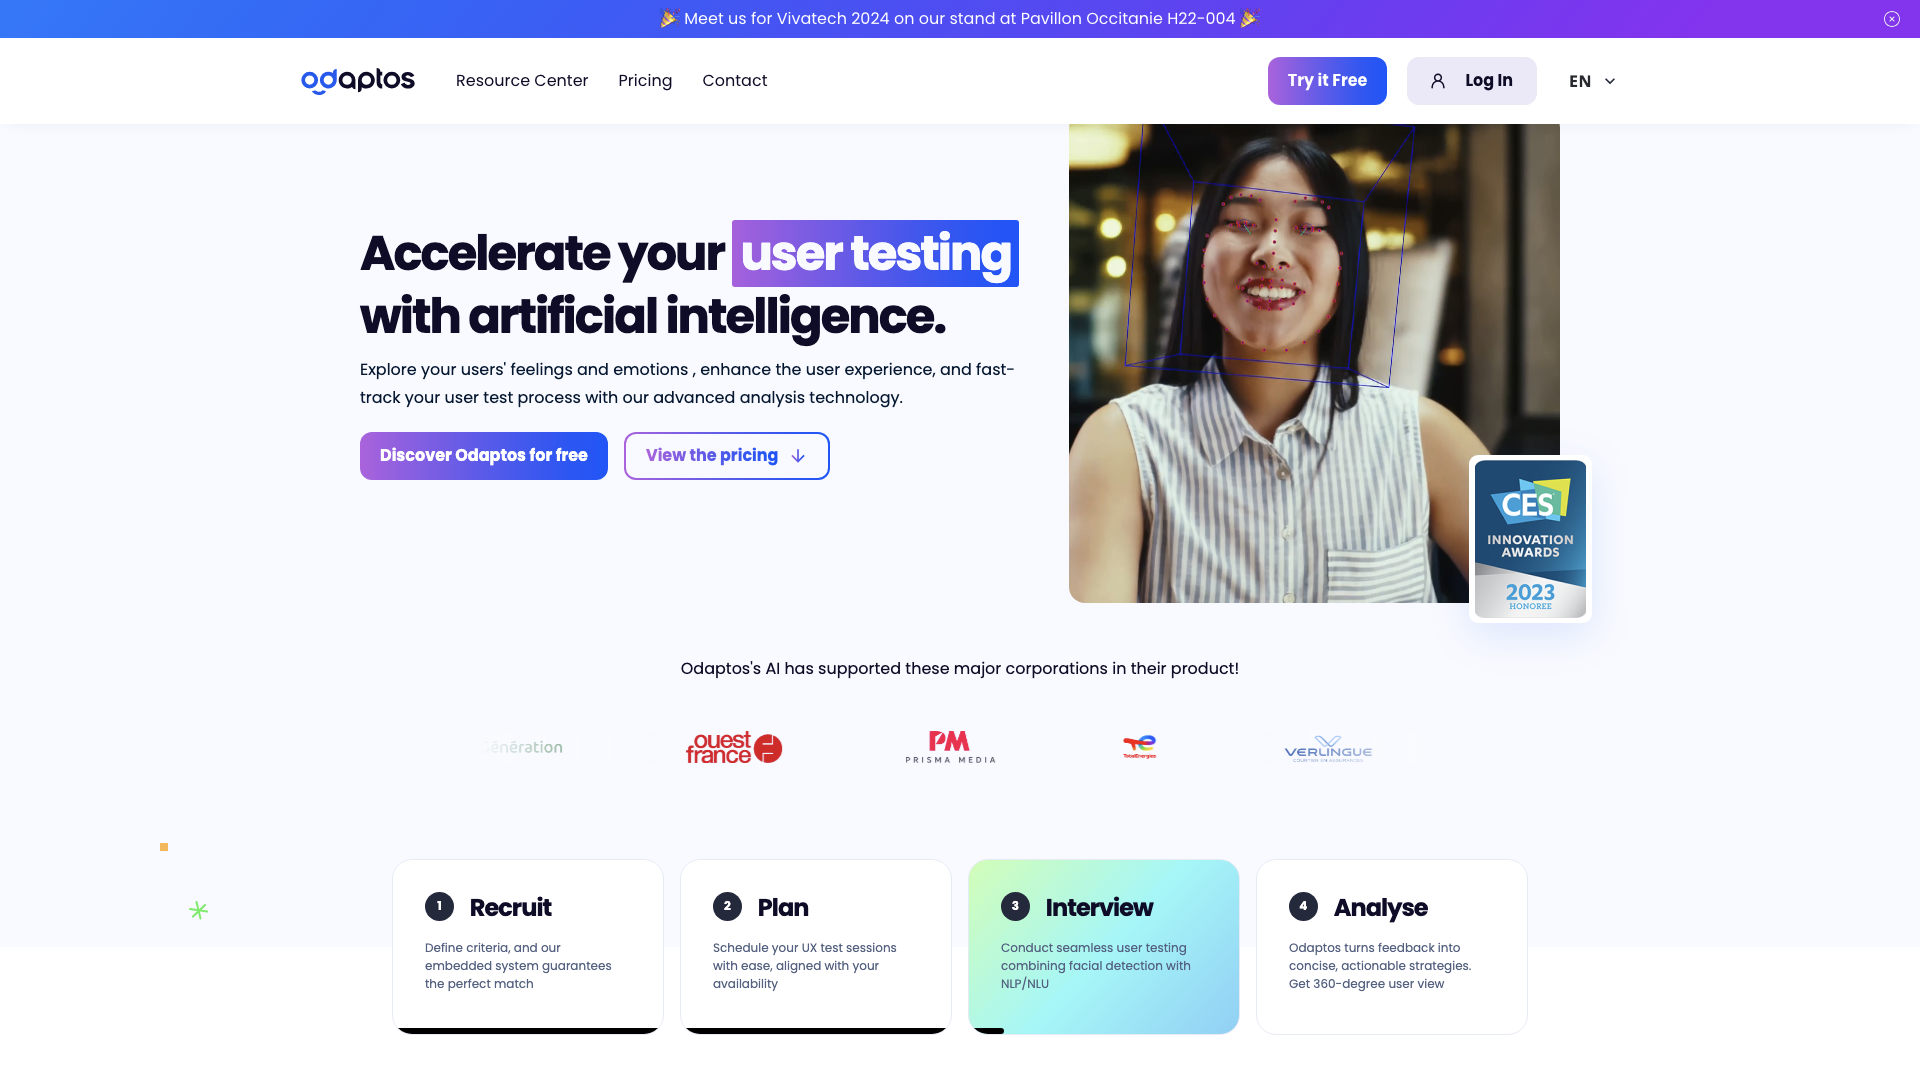 🎉 Meet us for Vivatech 2024 on our stand at Pavillon Occitanie H22-004 🎉
odaptos
Resource Center
Pricing
Contact
Try it Free
Log In
EN
Accelerate your user testing
with artificial intelligence.
Explore your users' feelings and emotions , enhance the user experience, and fast-
track your user test process with our advanced analysis technology.
Discover Odaptos for free
View the pricing
CES
INNOVATION
AWARDS
2023
HONOREE
Odaptos's AI has supported these major corporations in their product!
ouest
france
PM
PRISMA MEDIA
TotalEnergies
VERLINGUE
COURTIER EN ASSURANCES
1
Recruit
Define criteria, and our
embedded system guarantees
the perfect match
2
Plan
Schedule your UX test sessions
with ease, aligned with your
availability
3
Interview
Conduct seamless user testing
combining facial detection with
NLP/NLU
4
Analyse
Odaptos turns feedback into
concise, actionable strategies.
Get 360-degree user view